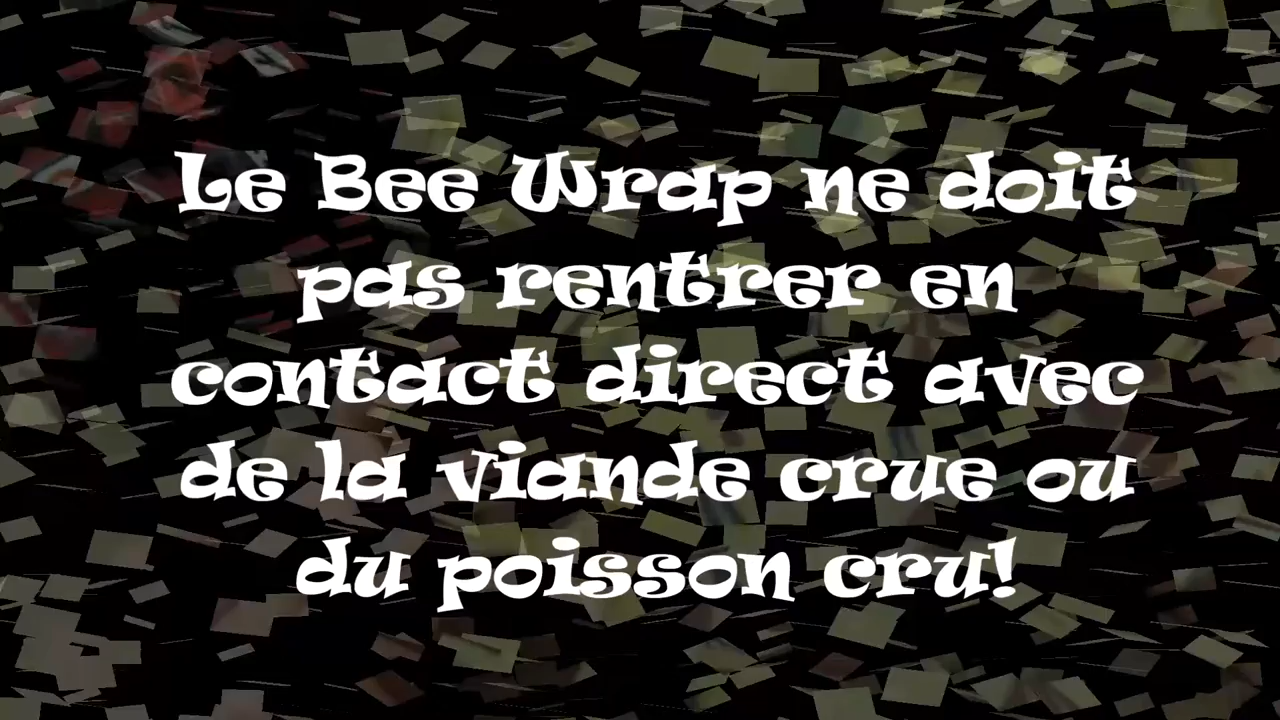 Le Bee Wrap ne doit
pas rentrer en
contact direct avec
de la viande crue ou
du poisson cru!